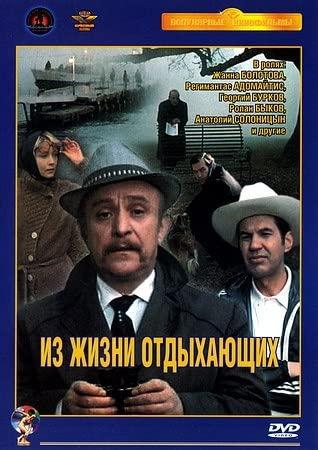 ПОПУЛЯРНЫЕ КИНОФИЛЬМЫ
В ролях:
Жанна БОЛОТОВА,
Регимантас АДОМАЙТИС,
Георгий БУРКОВ,
Ролан БЫКОВ,
Анатолий СОЛОНИЦЫН
и другие
ИЗ ЖИЗНИ ОТДЫХАЮЩИХ
DVD
VIDEO